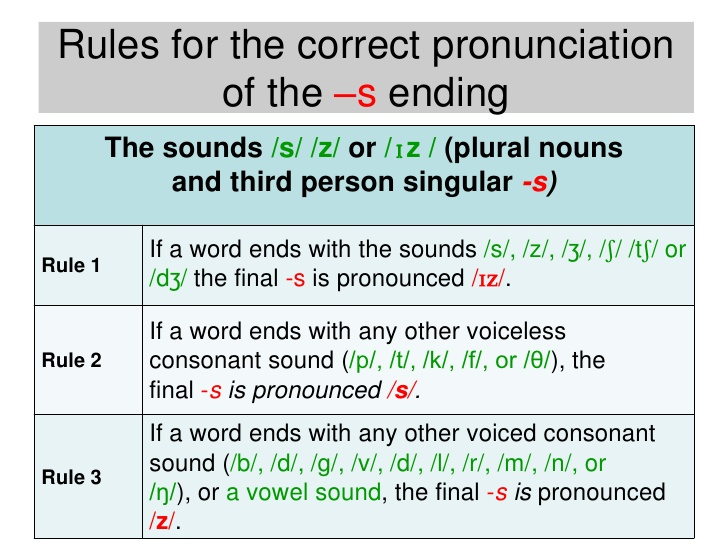 Rules for the correct pronunciation
of the –s ending
The sounds /s/ /z/ or /ɪz / (plural nouns
and third person singular -s)
Rule 1
If a word ends with the sounds /s/, /z/, /ʒ/, /ʃ/ /tʃ/ or
/dʒ/ the final -s is pronounced /ɪz/.
Rule 2
If a word ends with any other voiceless
consonant sound (/p/, /t/, /k/, /f/, or /θ/), the
final -s is pronounced /s/.
Rule 3
If a word ends with any other voiced consonant
sound (/b/, /d/, /g/, /v/, /d/, /l/, /r/, /m/, /n/, or
/ŋ/), or a vowel sound, the final -s is pronounced
/z/.